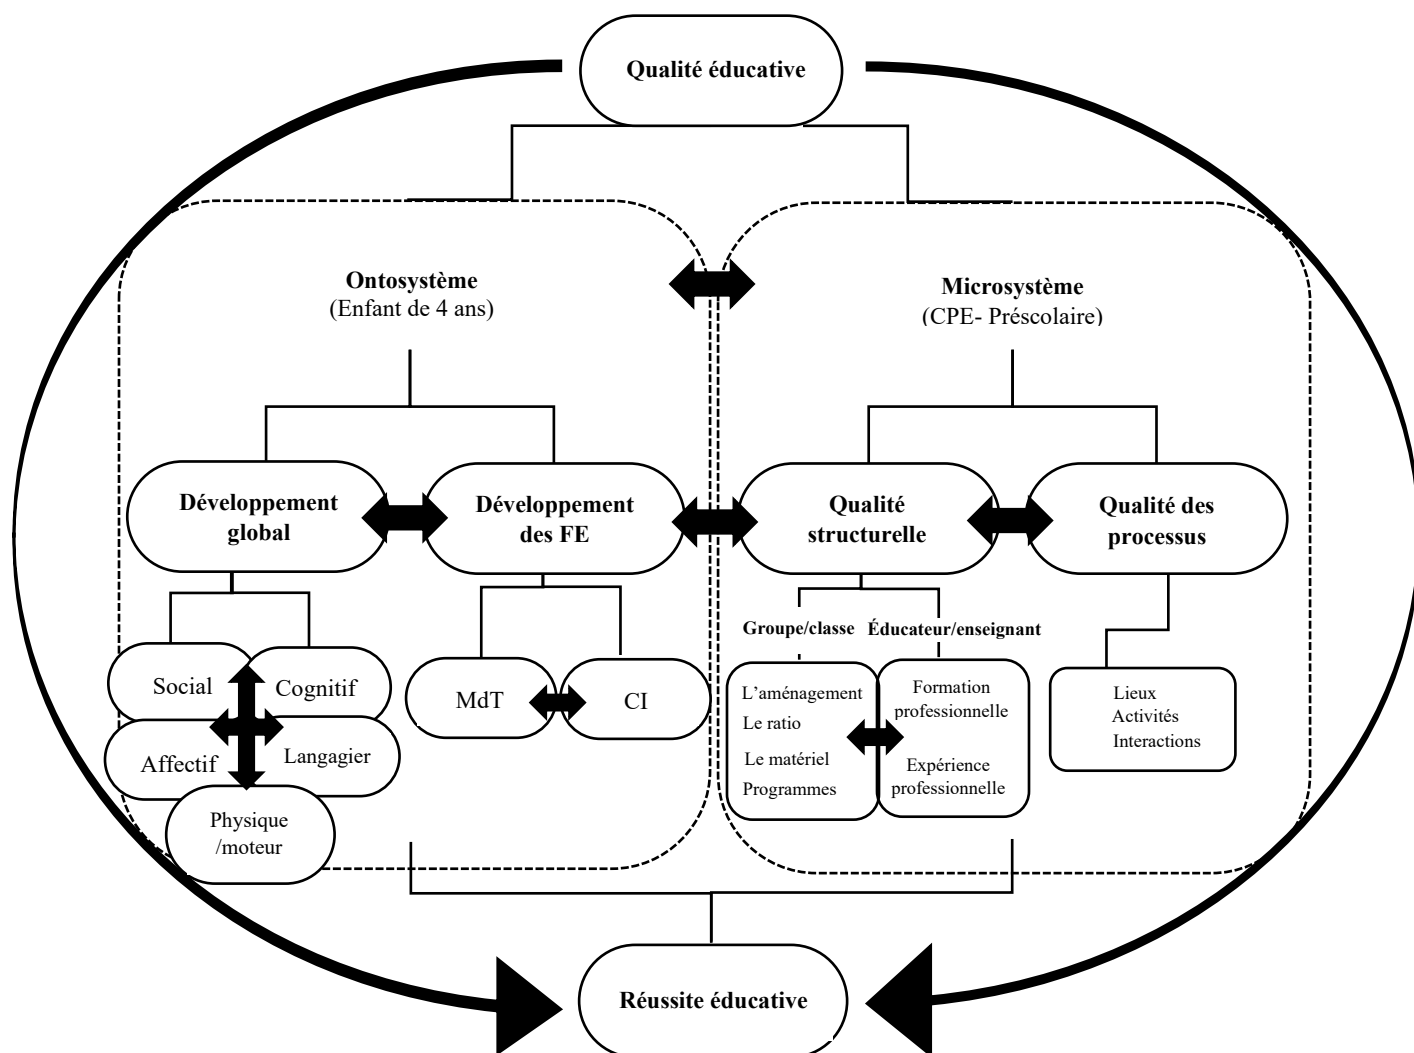 Qualité éducative
Ontosystème
(Enfant de 4 ans)
Microsystème
(CPE- Préscolaire)
Développement
global
Développement
des FE
Qualité
structurelle
Qualité des
processus
Social
Cognitif
Affectif
Langagier
Physique
/moteur
MdT
CI
Groupe/classe
Éducateur/enseignant
L’aménagement
Le ratio
Le matériel
Programmes
Formation
professionnelle
Expérience
professionnelle
Lieux
Activités
Interactions
Réussite éducative